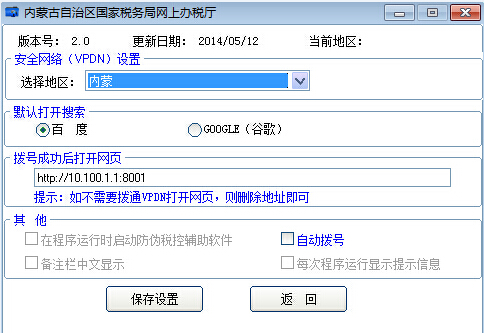 内蒙古自治区国家税务局网上办税厅
版本号： 2.0 更新日期： 2014/05/12 当前地区：
安全网络（VPDN）设置
选择地区： 内蒙
默认打开搜索
百 度 GOOGLE（谷歌）
拨号成功后打开网页
http://10.100.1.1:8001
提示：如不需要拨通VPDN打开网页，则删除地址即可
其 他
在程序运行时启动防伪税控辅助软件 自动拨号
备注栏中文显示 每次程序运行显示提示信息
保存设置 返 回